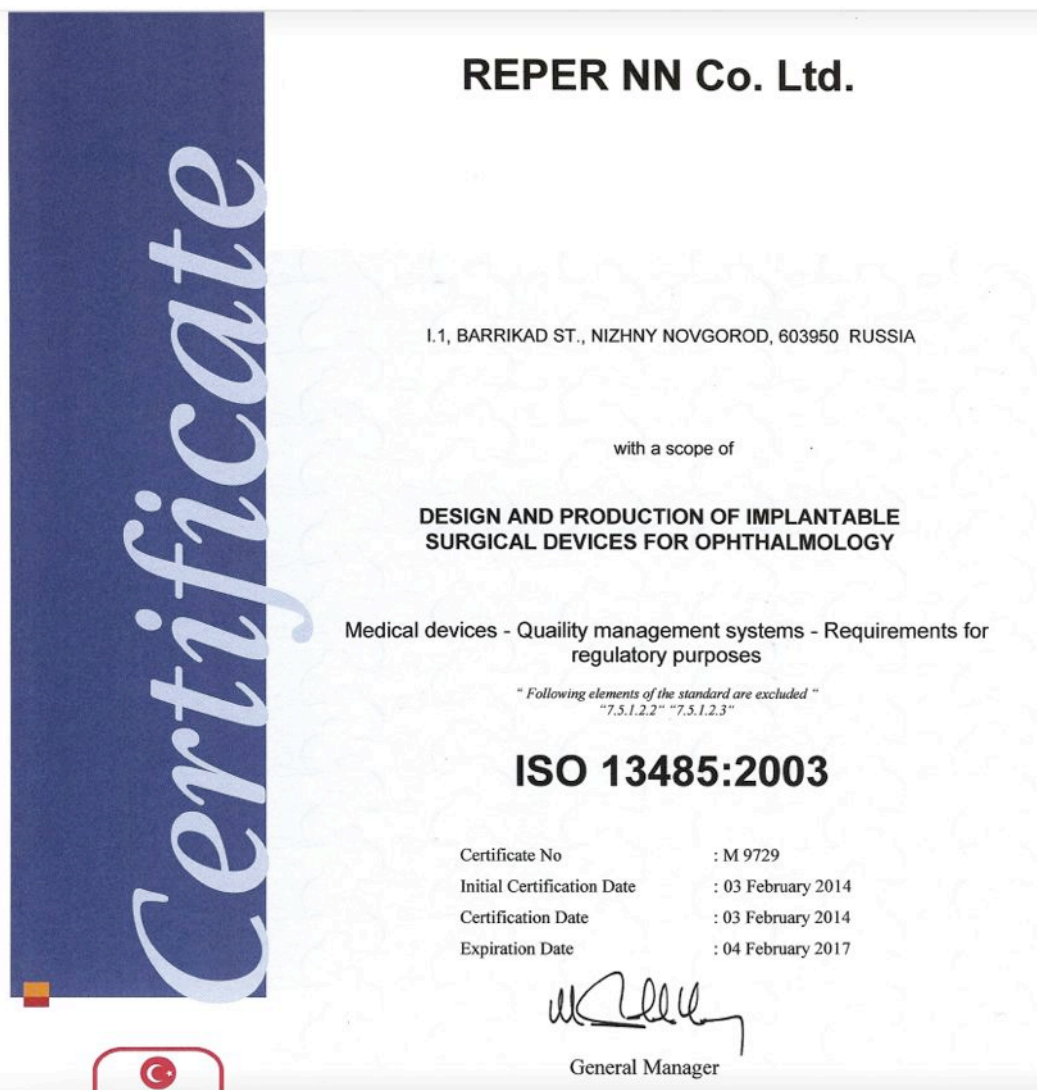 Certificate
REPER NN Co. Ltd.
I.1, BARRIKAD ST., NIZHNY NOVGOROD, 603950 RUSSIA
with a scope of
DESIGN AND PRODUCTION OF IMPLANTABLE
SURGICAL DEVICES FOR OPHTHALMOLOGY
Medical devices - Quaility management systems - Requirements for
regulatory purposes
“ Following elements of the standard are excluded “
“7.5.1.2.2“ “7.5.1.2.3“
ISO 13485:2003
Certificate No : M 9729
Initial Certification Date : 03 February 2014
Certification Date : 03 February 2014
Expiration Date : 04 February 2017
General Manager